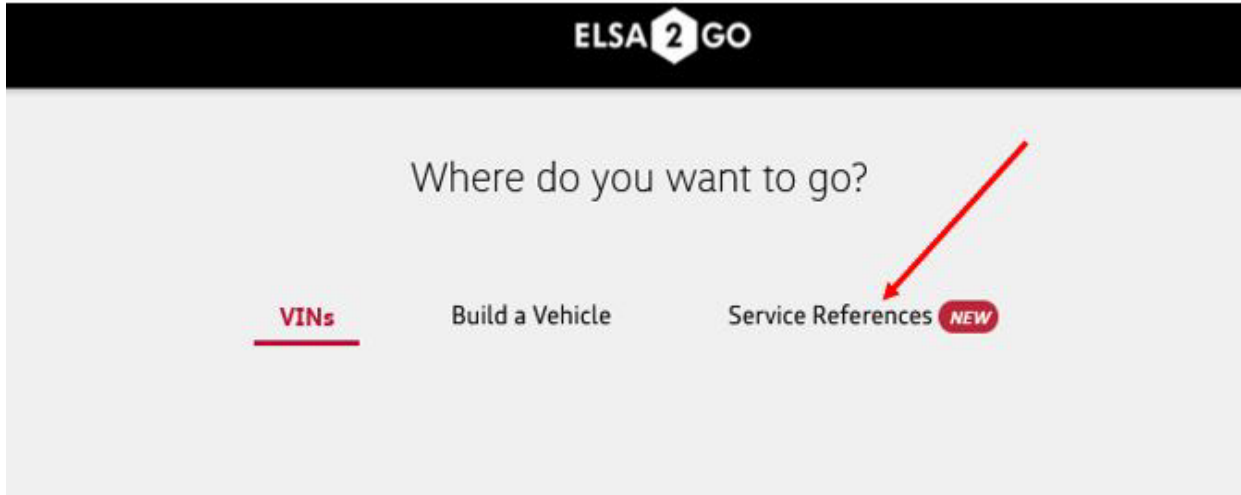 ELSA 2 GO
Where do you want to go?
VINs Build a Vehicle Service References NEW